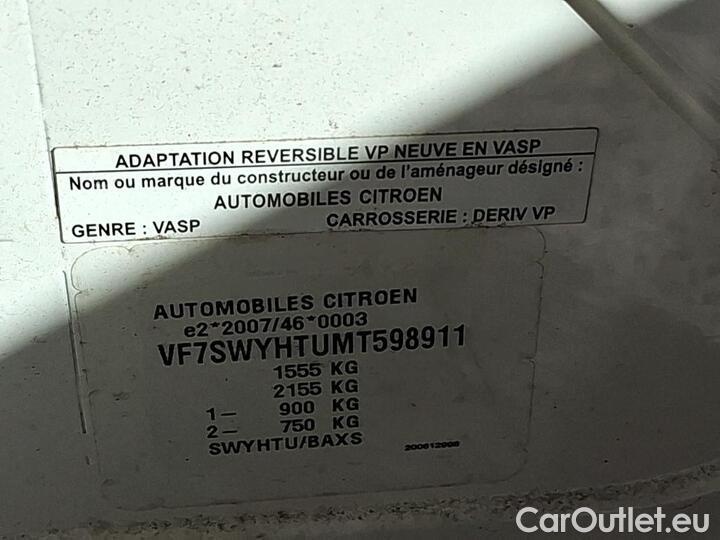 ADAPTATION REVERSIBLE VP NEUVE EN VASP
Nom ou marque du constructeur ou de l'aménageur désigné :
AUTOMOBILES CITROEN
GENRE : VASP CARROSSERIE : DERIV VP
AUTOMOBILES CITROEN
e2*2007/46*0003
VF7SWYHTUMT598911
1555 KG
2155 KG
1– 900 KG
2– 750 KG
SWYHTU/BAXS 200612908
CarOutlet.eu